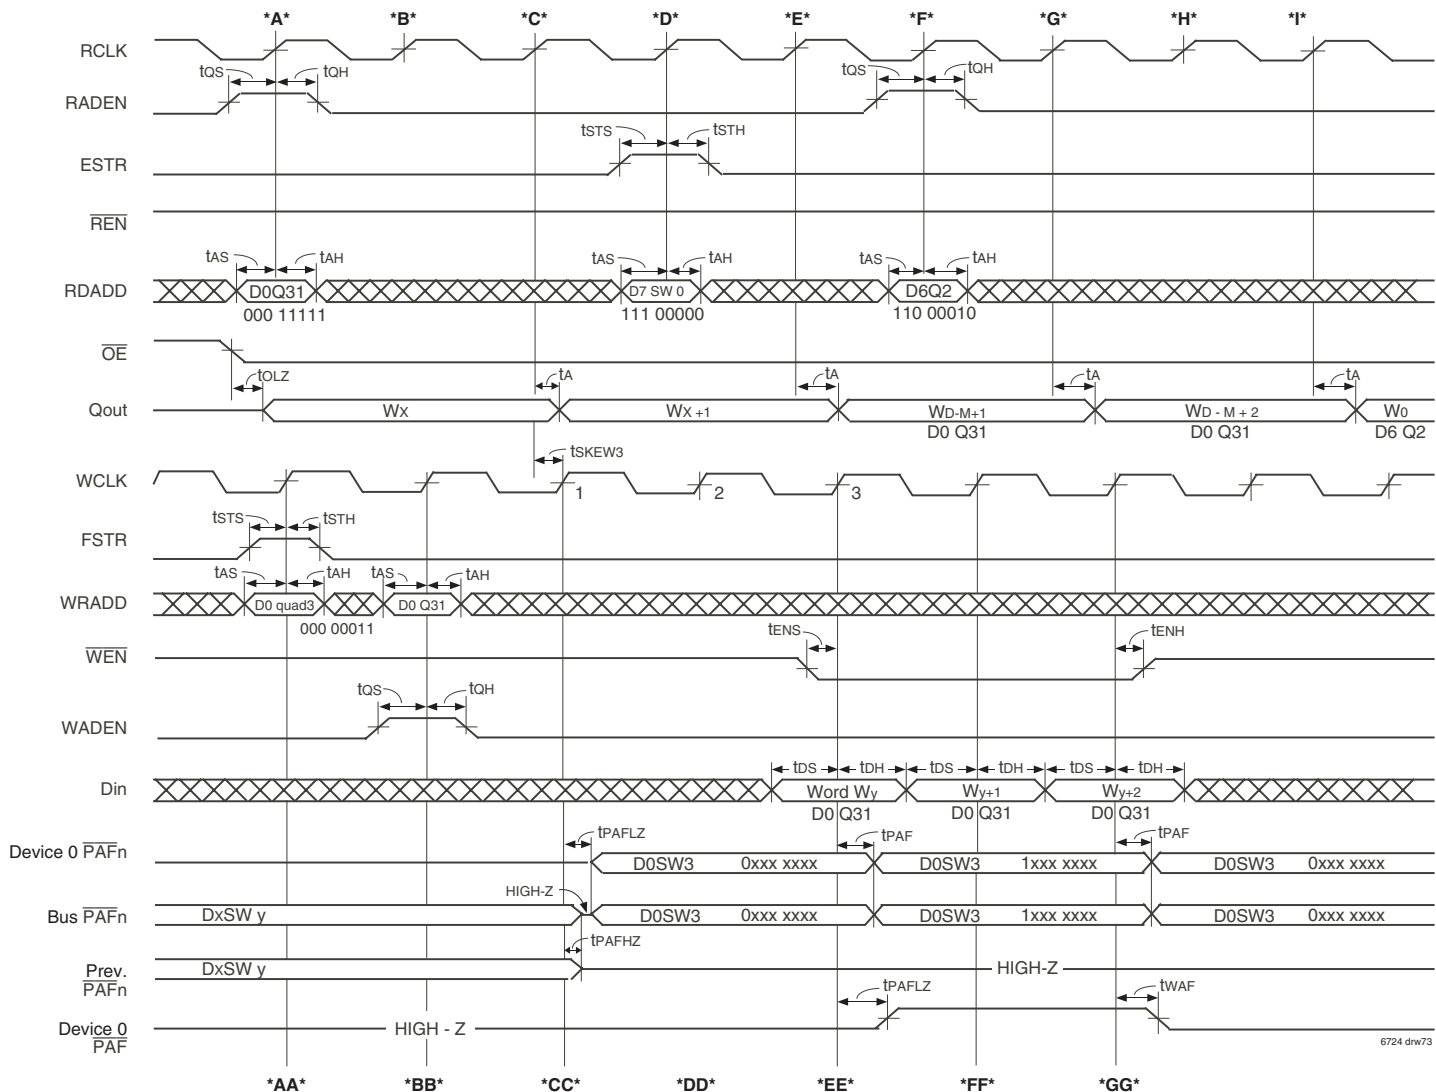 *A* *B* *C* *D* *E* *F* *G* *H* *I*
RCLK
tQS tQH tQS tQH
RADEN
tSTS tSTH
ESTR
REN
tAS tAH tAS tAH tAS tAH
RDADD D0Q31 D7 SW 0 D6Q2
000 11111 111 00000 110 00010
OE
tOLZ tA tA tA tA
Qout WX WX +1 WD-M+1 WD - M + 2 W0
D0 Q31 D0 Q31 D6 Q2
tSKEW3
WCLK 1 2 3
tSTS tSTH
FSTR
tAS tAH tAS tAH
WRADD D0 quad3 D0 Q31
000 00011
tENS tENH
WEN
tQS tQH
WADEN
tDS tDH tDS tDH tDS tDH
Din Word Wy Wy+1 Wy+2
D0 Q31 D0 Q31 D0 Q31
tPAFLZ tPAF tPAF
Device 0 PAFn D0SW3 0xxx xxxx D0SW3 1xxx xxxx D0SW3 0xxx xxxx
HIGH-Z
Bus PAFn DxSW y D0SW3 0xxx xxxx D0SW3 1xxx xxxx D0SW3 0xxx xxxx
tPAFHZ
Prev. DxSW y HIGH-Z
PAFn
tPAFLZ tWAF
Device 0 HIGH - Z
PAF
6724 drw73
*AA* *BB* *CC* *DD* *EE* *FF* *GG*